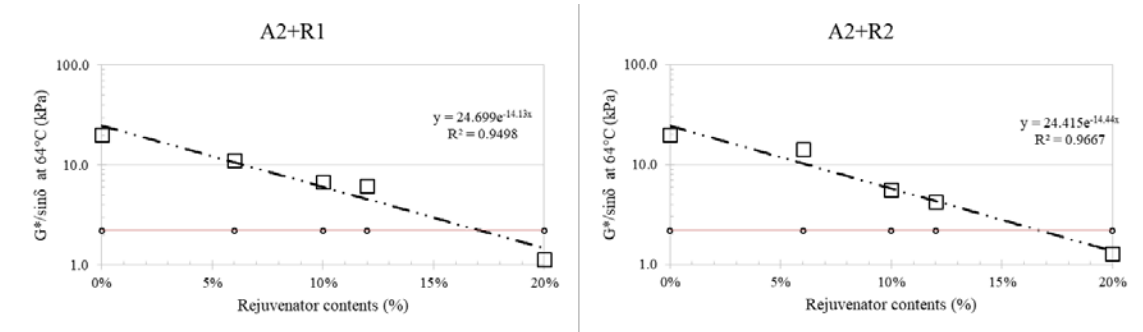 A2+R1
100.0
10.0
1.0
G*/sinδ at 64°C (kPa)
y = 24.699e^-14.13x
R² = 0.9498
0%
5%
10%
15%
20%
Rejuvenator contents (%)
A2+R2
100.0
10.0
1.0
G*/sinδ at 64°C (kPa)
y = 24.415e^-14.44x
R² = 0.9667
0%
5%
10%
15%
20%
Rejuvenator contents (%)